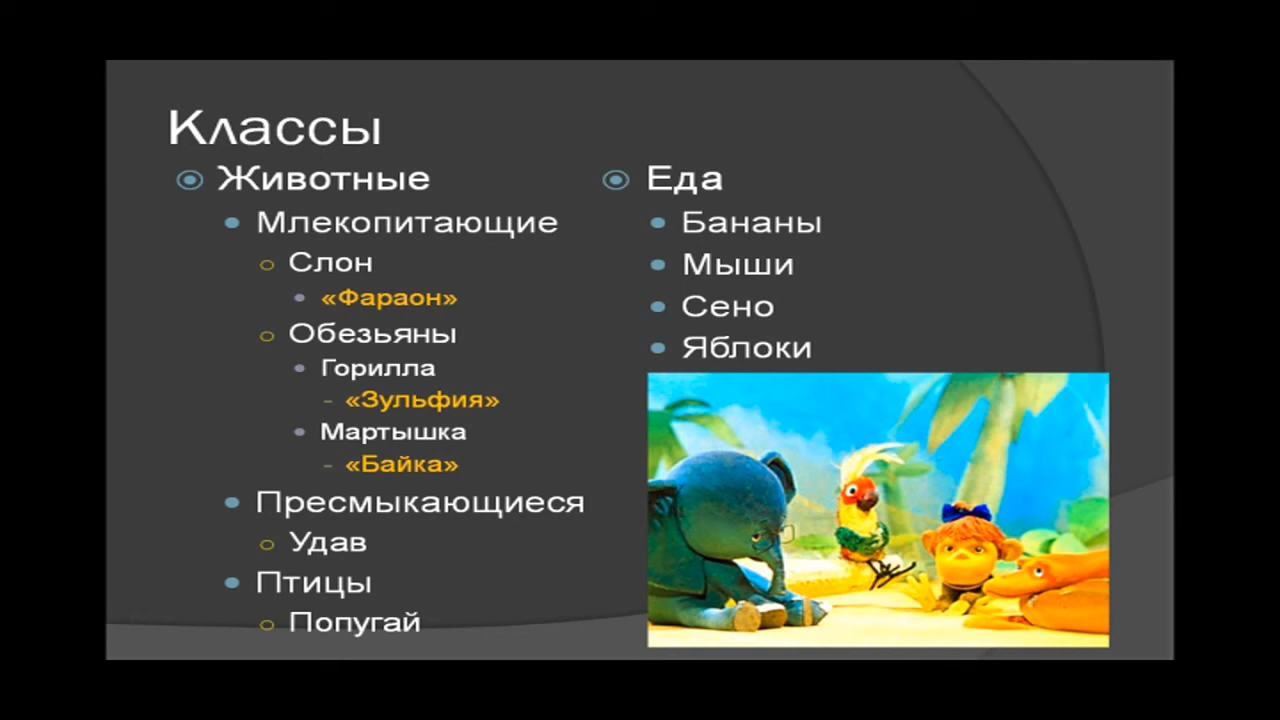 Классы
Животные
Млекопитающие
Слон
«Фараон»
Обезьяны
Горилла
«Зульфия»
Мартышка
«Байка»
Пресмыкающиеся
Удав
Птицы
Попугай
Еда
Бананы
Мыши
Сено
Яблоки